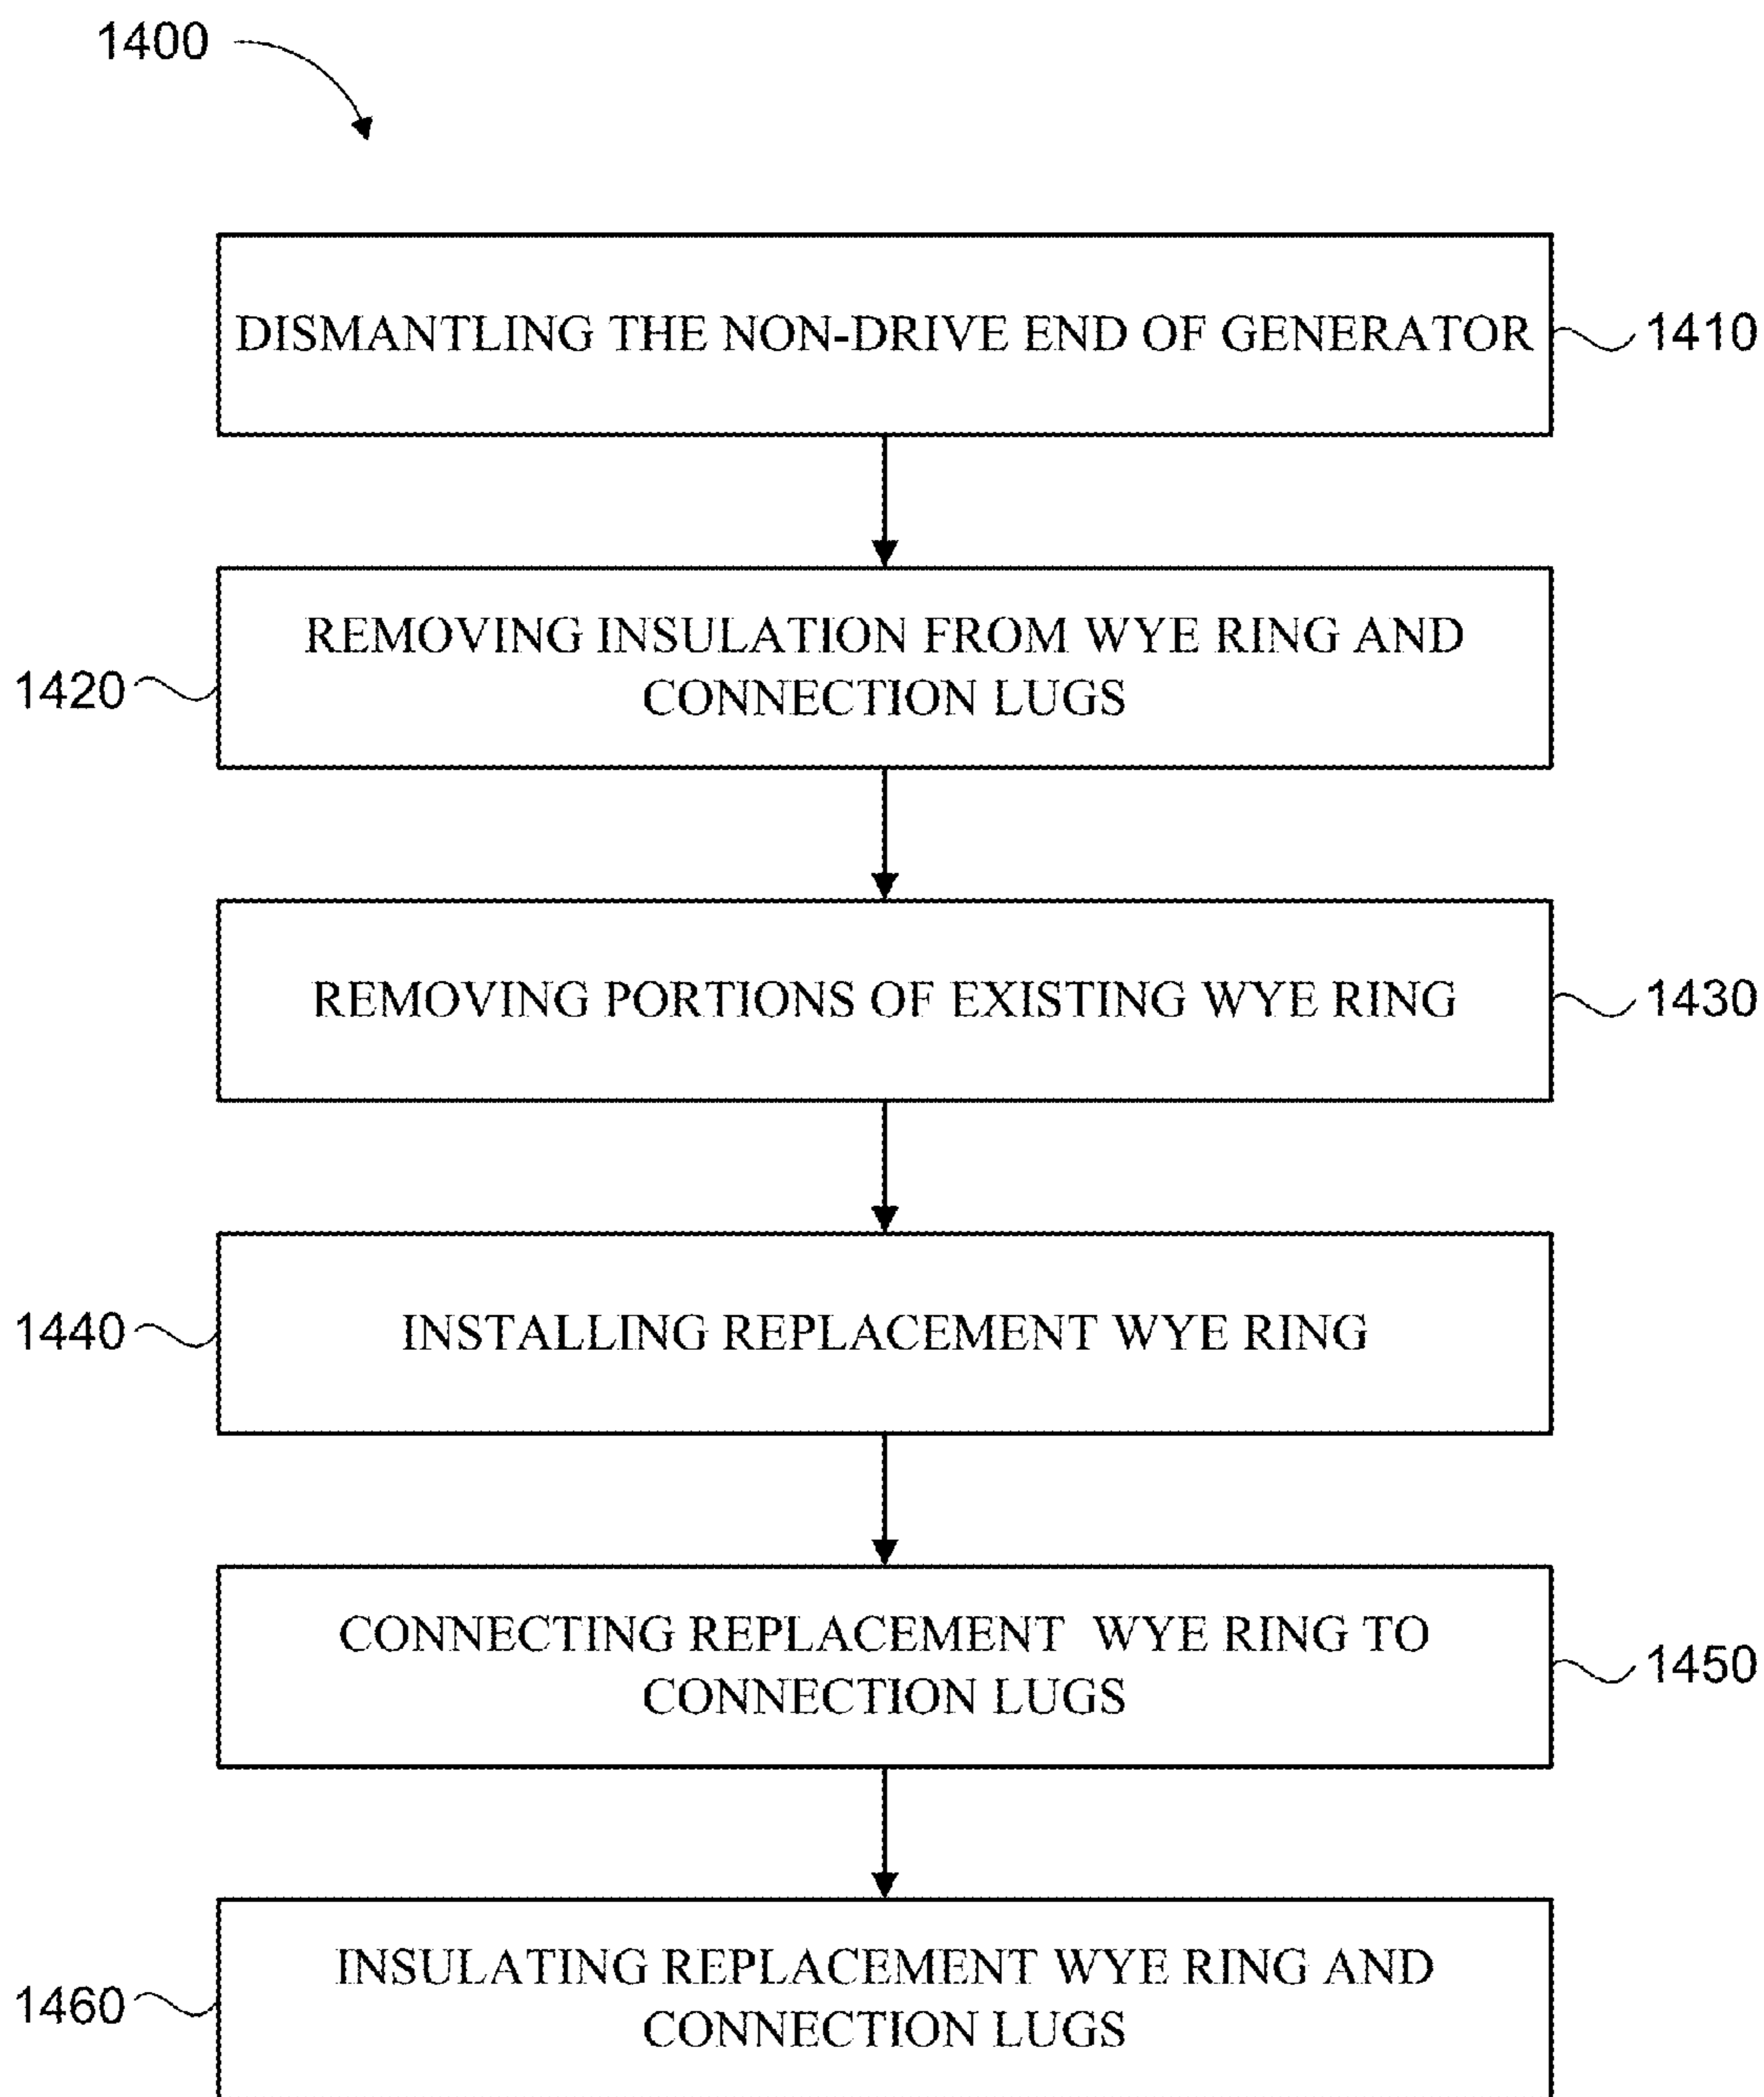 1400
DISMANTLING THE NON-DRIVE END OF GENERATOR
1410
REMOVING INSULATION FROM WYE RING AND
CONNECTION LUGS
1420
REMOVING PORTIONS OF EXISTING WYE RING
1430
INSTALLING REPLACEMENT WYE RING
1440
CONNECTING REPLACEMENT WYE RING TO
CONNECTION LUGS
1450
INSULATING REPLACEMENT WYE RING AND
CONNECTION LUGS
1460